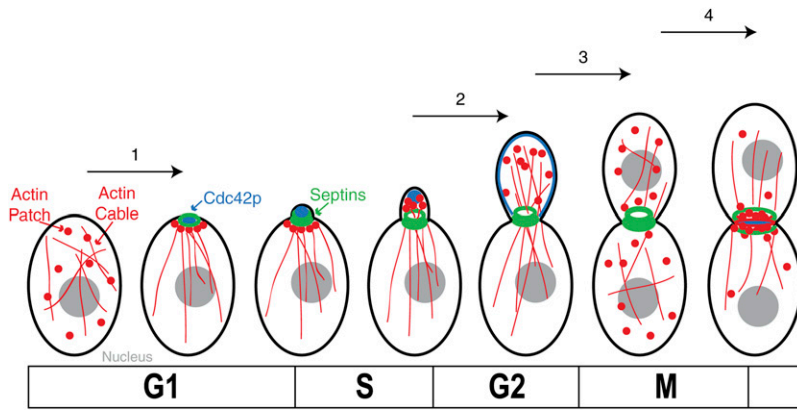 4
3
2
1
Actin
Patch
Actin
Cable
Cdc42p
Septins
Nucleus
G1
S
G2
M